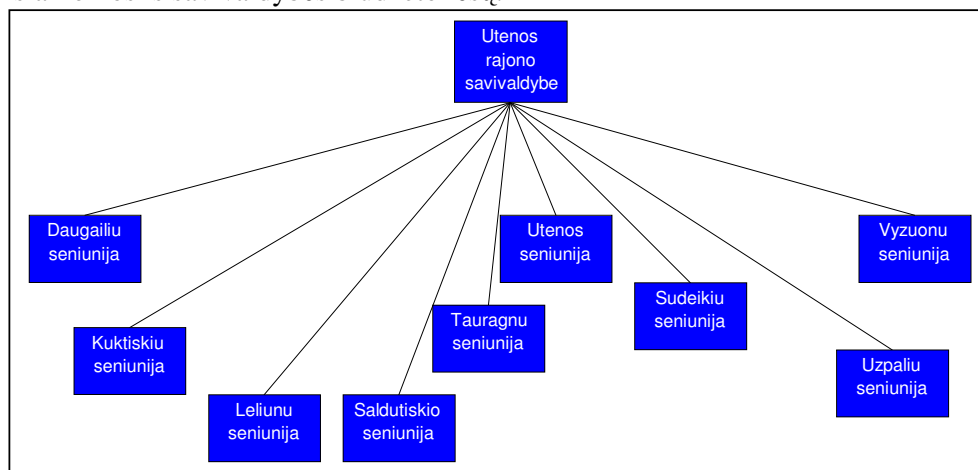 Utenos
rajono
savivaldybe
Daugailiu
seniunija
Utenos
seniunija
Vyzuonu
seniunija
Sudeikiu
seniunija
Tauragnu
seniunija
Kuktiskiu
seniunija
Uzpaliu
seniunija
Leliunu
seniunija
Saldutiskio
seniunija